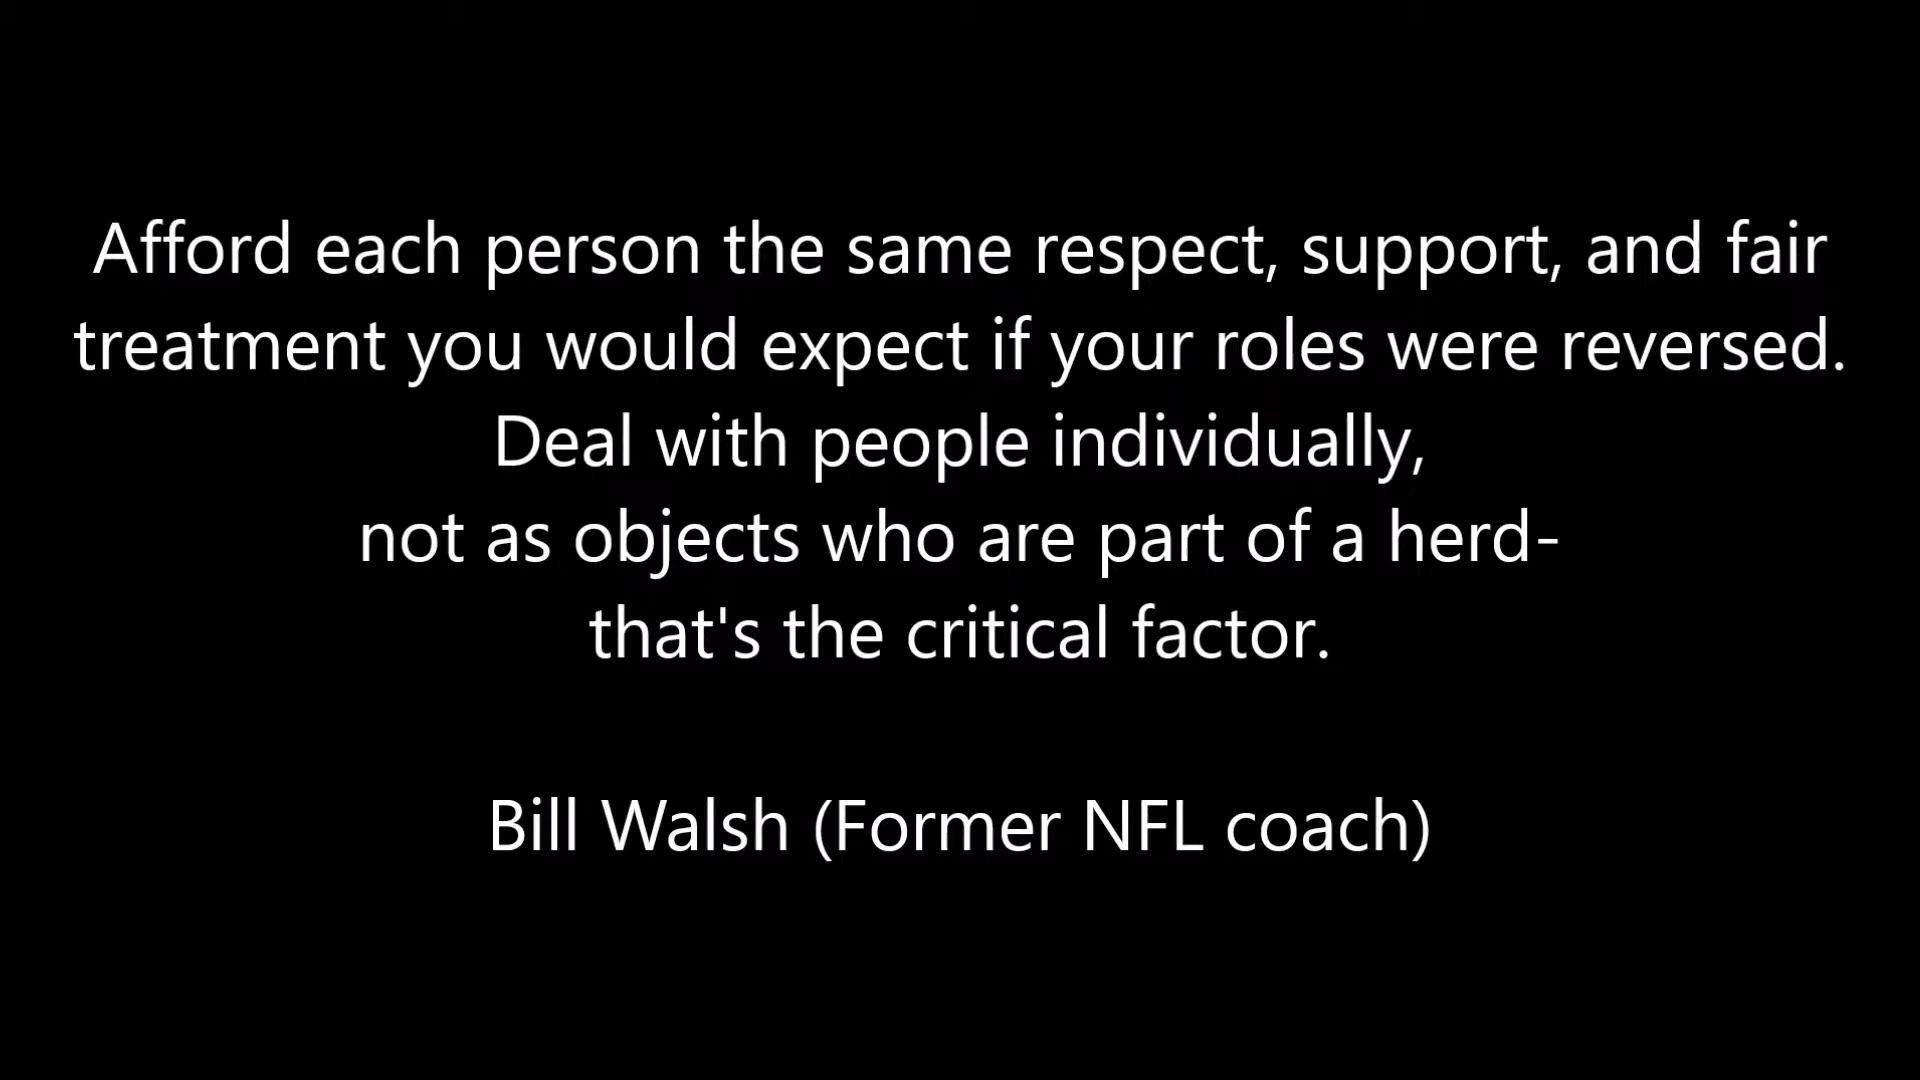 Afford each person the same respect, support, and fair
treatment you would expect if your roles were reversed.
Deal with people individually,
not as objects who are part of a herd-
that's the critical factor.
Bill Walsh (Former NFL coach)